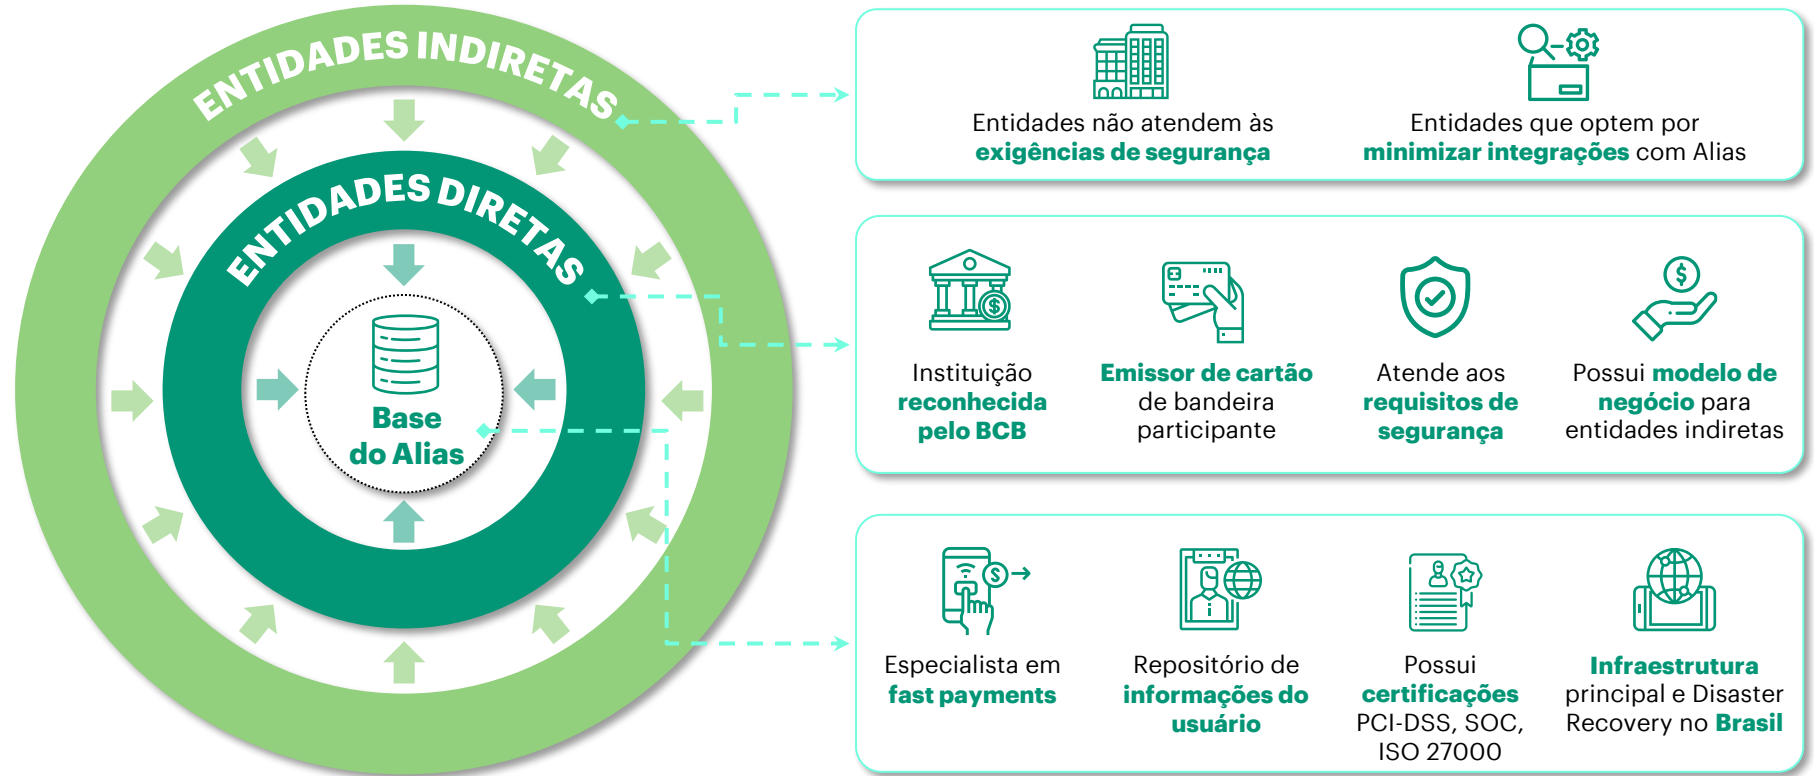 ENTIDADES INDIRETAS
ENTIDADES DIRETAS
Base
do Alias
Entidades não atendem às
exigências de segurança
Entidades que optem por
minimizar integrações com Alias
Instituição
reconhecida
pelo BCB
Emissor de cartão
de bandeira
participante
Atende aos
requisitos de
segurança
Possui modelo de
negócio para
entidades indiretas
Especialista em
fast payments
Repositório de
informações do
usuário
Possui
certificações
PCI-DSS, SOC,
ISO 27000
Infraestrutura
principal e Disaster
Recovery no Brasil